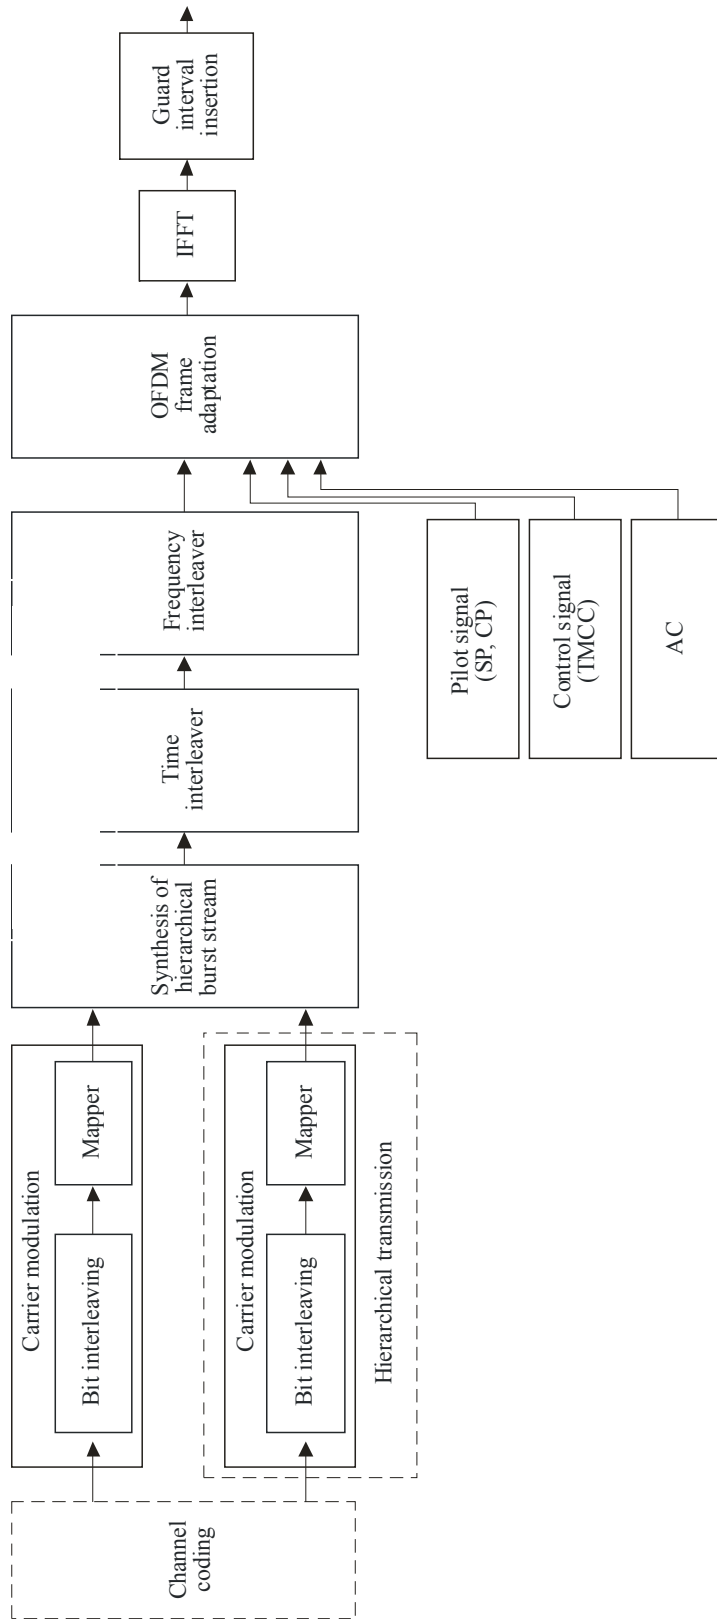 Channel
coding
Carrier modulation
Bit interleaving
Mapper
Carrier modulation
Bit interleaving
Mapper
Hierarchical transmission
Synthesis of
hierarchical
burst stream
Time
interleaver
Frequency
interleaver
OFDM
frame
adaptation
IFFT
Guard
interval
insertion
Pilot signal
(SP, CP)
Control signal
(TMCC)
AC